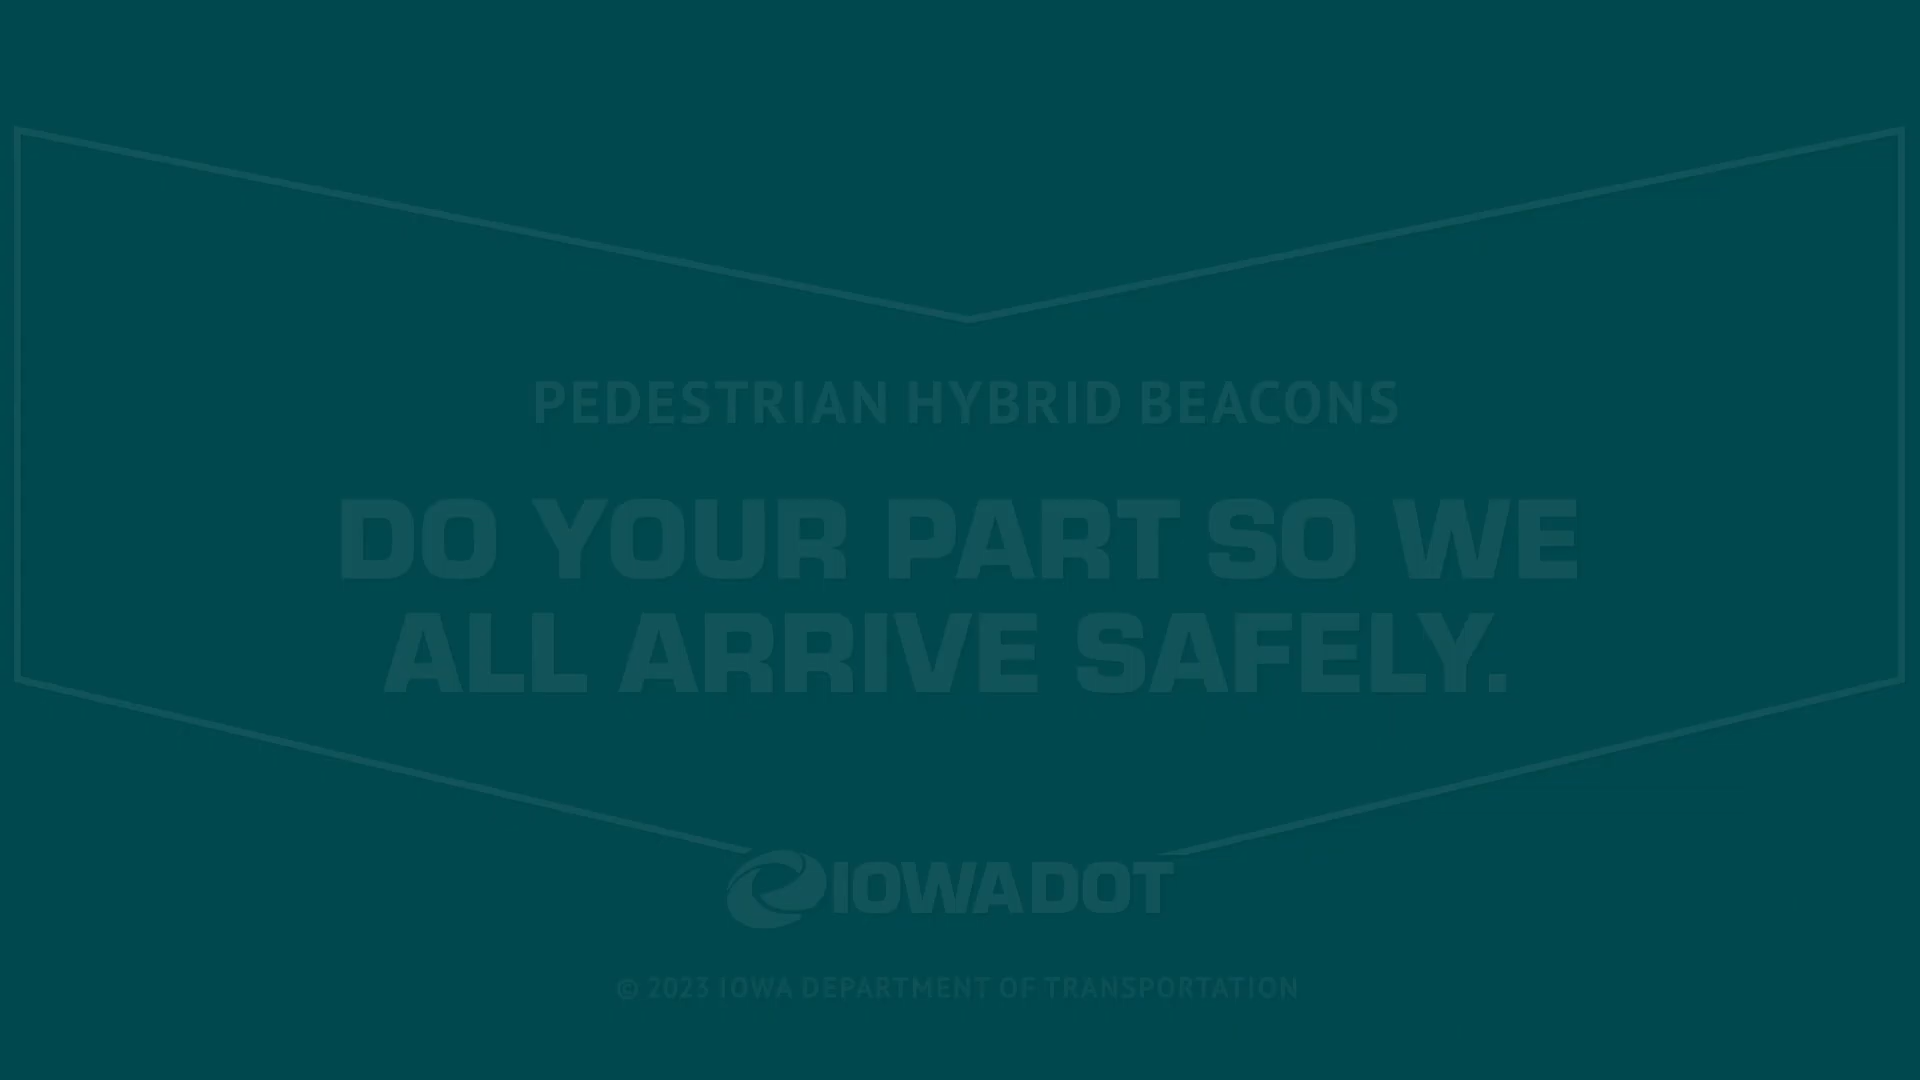 PEDESTRIAN HYBRID BEACONS
DO YOUR PART SO WE
ALL ARRIVE SAFELY.
IOWADOT
© 2023 IOWA DEPARTMENT OF TRANSPORTATION